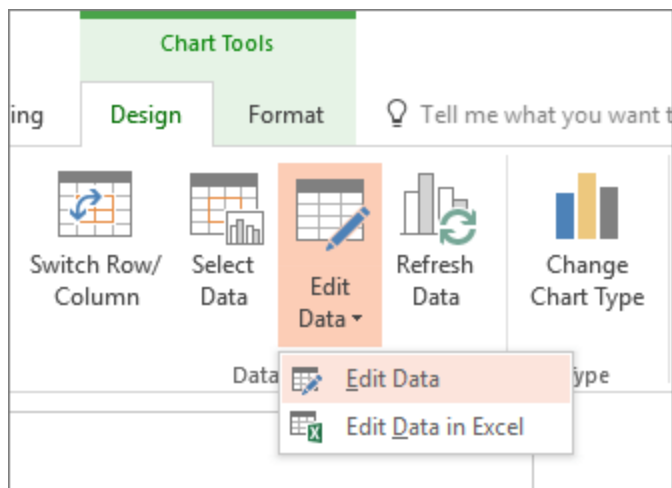 Chart Tools
ing Design Format Tell me what you want t
Switch Row/
Column
Select
Data
Edit
Data
Refresh
Data
Change
Chart Type
Data
ype
Edit Data
Edit Data in Excel